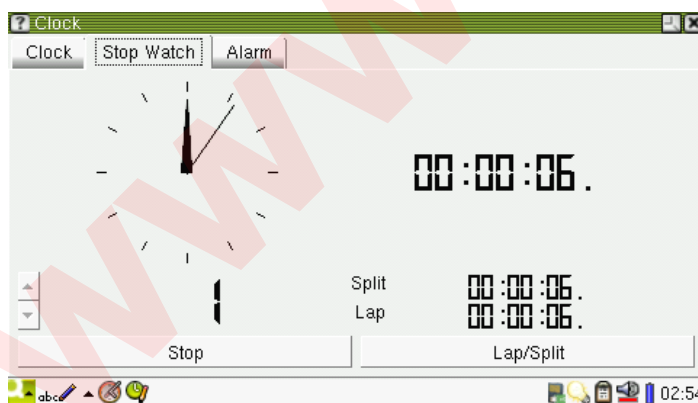 Clock
Clock Stop Watch Alarm
00:00:06.
1
Split 00:00:06.
Lap 00:00:06.
Stop Lap/Split
abc 02:54